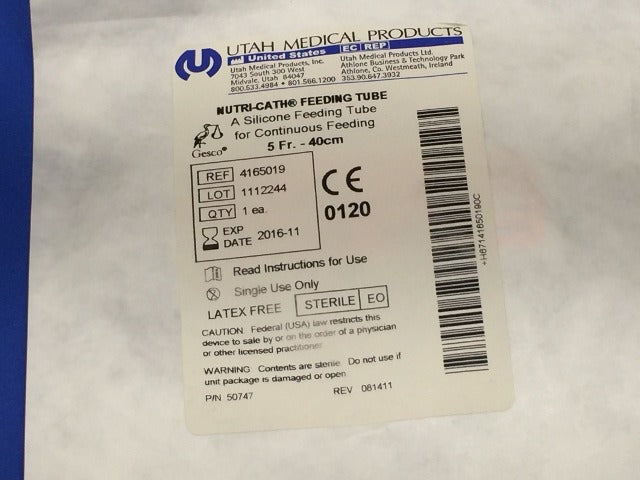 UTAH MEDICAL PRODUCTS
United States EC REP
Utah Medical Products, Inc. Utah Medical Products Ltd.
7043 South 300 West Athlone Business & Technology Park
Midvale, Utah 84047 Athlone, Co. Westmeath, Ireland
800.533.4984 • 801.566.1200 353.90.647.3932
NUTRI-CATH® FEEDING TUBE
A Silicone Feeding Tube
for Continuous Feeding
5 Fr. - 40cm
Gesco®
REF 4165019
LOT 1112244
QTY 1 ea.
EXP
DATE 2016-11
CE
0120
Read Instructions for Use
Single Use Only
LATEX FREE STERILE EO
CAUTION Federal (USA) law restricts this
device to sale by or on the order of a physician
or other licensed practitioner
WARNING Contents are sterile. Do not use if
unit package is damaged or open
P/N 50747 REV 081411